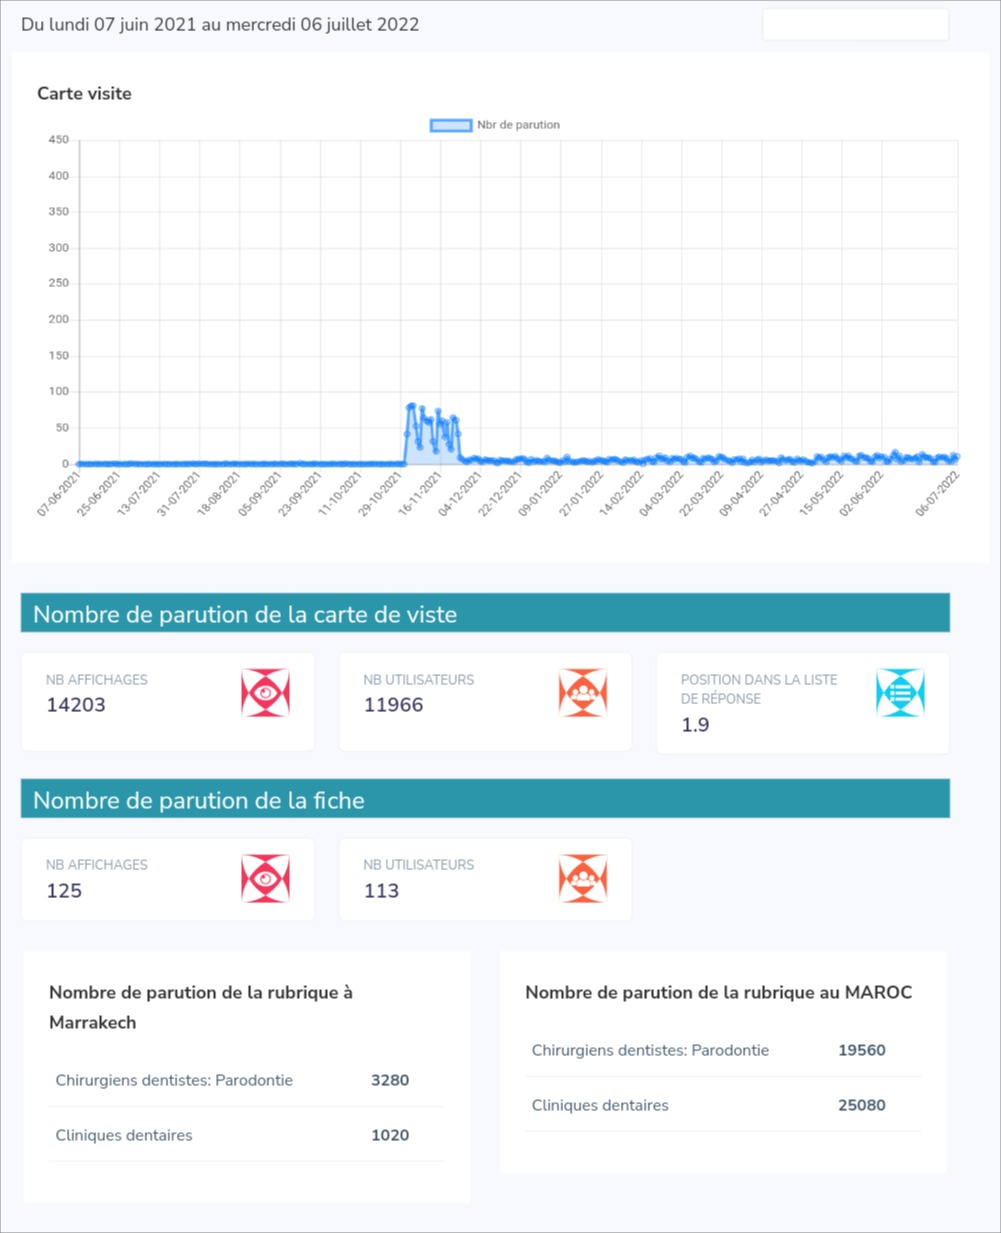 Du lundi 07 juin 2021 au mercredi 06 juillet 2022
Carte visite
Nbr de parution
450
400
350
300
250
200
150
100
50
0
07-06-2021
25-06-2021
13-07-2021
31-07-2021
18-08-2021
05-09-2021
23-09-2021
11-10-2021
29-10-2021
16-11-2021
04-12-2021
22-12-2021
09-01-2022
27-01-2022
14-02-2022
04-03-2022
22-03-2022
09-04-2022
27-04-2022
15-05-2022
02-06-2022
06-07-2022
Nombre de parution de la carte de viste
NB AFFICHAGES
14203
NB UTILISATEURS
11966
POSITION DANS LA LISTE
DE RÉPONSE
1.9
Nombre de parution de la fiche
NB AFFICHAGES
125
NB UTILISATEURS
113
Nombre de parution de la rubrique à
Marrakech
Chirurgiens dentistes: Parodontie 3280
Cliniques dentaires 1020
Nombre de parution de la rubrique au MAROC
Chirurgiens dentistes: Parodontie 19560
Cliniques dentaires 25080